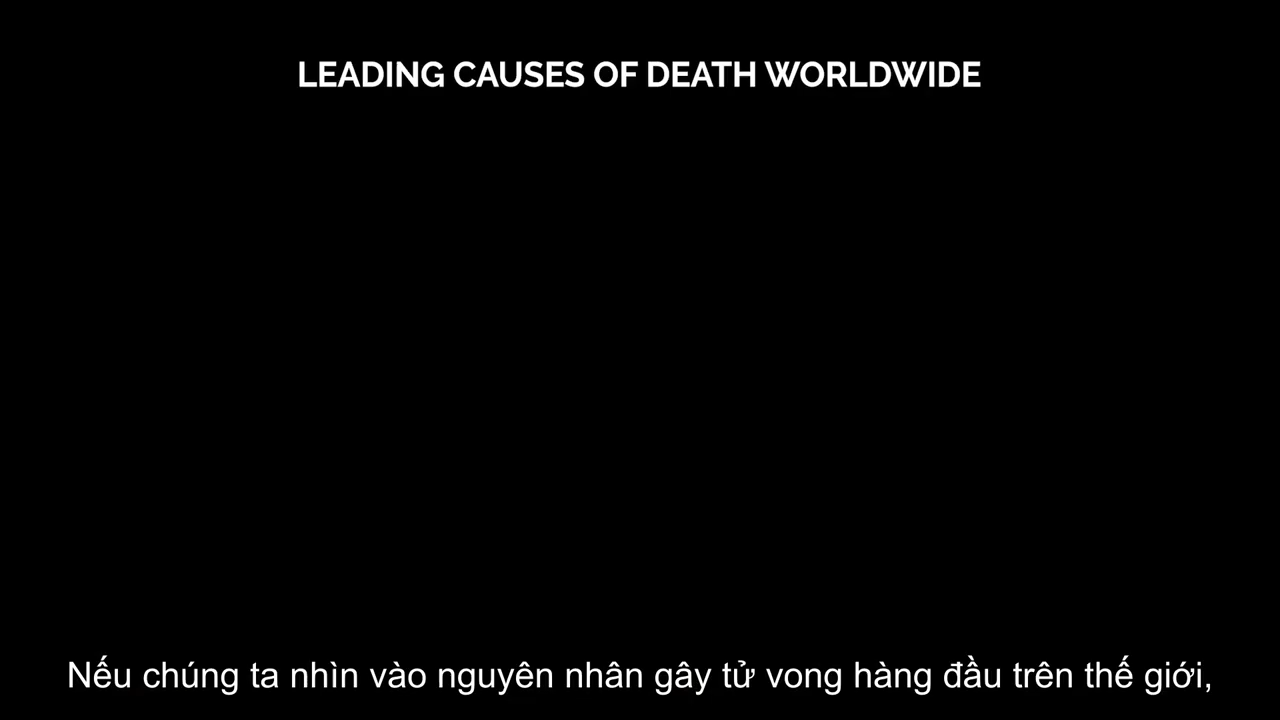 LEADING CAUSES OF DEATH WORLDWIDE
Nếu chúng ta nhìn vào nguyên nhân gây tử vong hàng đầu trên thế giới,